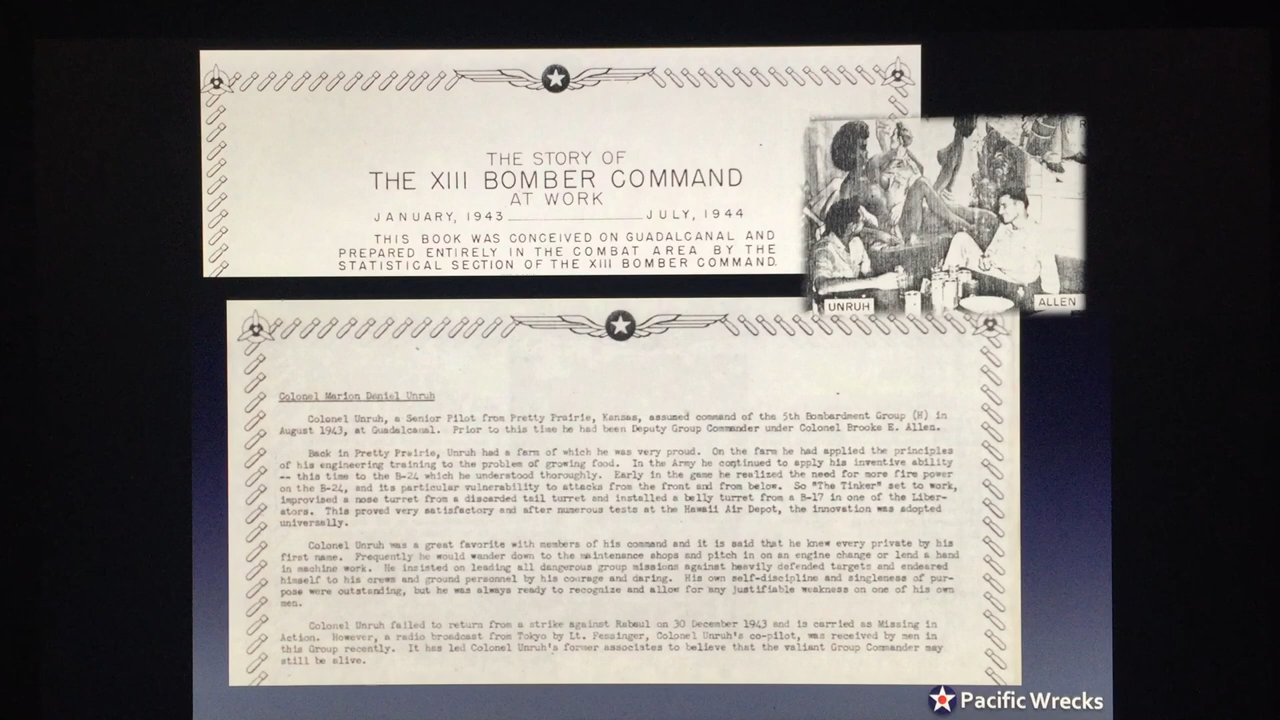 THE STORY OF
THE XIII BOMBER COMMAND
AT WORK
JANUARY, 1943 ________________ JULY, 1944
THIS BOOK WAS CONCEIVED ON GUADALCANAL AND
PREPARED ENTIRELY IN THE COMBAT AREA BY THE
STATISTICAL SECTION OF THE XIII BOMBER COMMAND.
UNRUH
ALLEN
Colonel Marion Daniel Unruh
Colonel Unruh, a Senior Pilot from Pretty Prairie, Kansas, assumed command of the 5th Bombardment Group (H) in
August 1943, at Guadalcanal. Prior to this time he had been Deputy Group Commander under Colonel Brooke E. Allen.
Back in Pretty Prairie, Unruh had a farm of which he was very proud. On the farm he had applied the principles
of his engineering training to the problem of growing food. In the Army he continued to apply his inventive ability
-- this time to the B-24 which he understood thoroughly. Early in the game he realized the need for more fire power
on the B-24, and its particular vulnerability to attacks from the front and from below. So "The Tinker" set to work,
improvised a nose turret from a discarded tail turret and installed a belly turret from a B-17 in one of the Liber-
ators. This proved very satisfactory and after numerous tests at the Hawaii Air Depot, the innovation was adopted
universally.
Colonel Unruh was a great favorite with members of his command and it is said that he knew every private by his
first name. Frequently he would wander down to the maintenance shops and pitch in on an engine change or lend a hand
in machine work. He insisted on leading all dangerous group missions against heavily defended targets and endeared
himself to his crews and ground personnel by his courage and daring. His own self-discipline and singleness of pur-
pose were outstanding, but he was always ready to recognize and allow for any justifiable weakness on one of his own
men.
Colonel Unruh failed to return from a strike against Rabaul on 30 December 1943 and is carried as Missing in
Action. However, a radio broadcast from Tokyo by Lt. Fessinger, Colonel Unruh's co-pilot, was received by men in
this Group recently. It has led Colonel Unruh's former associates to believe that the valiant Group Commander may
still be alive.
Pacific Wrecks